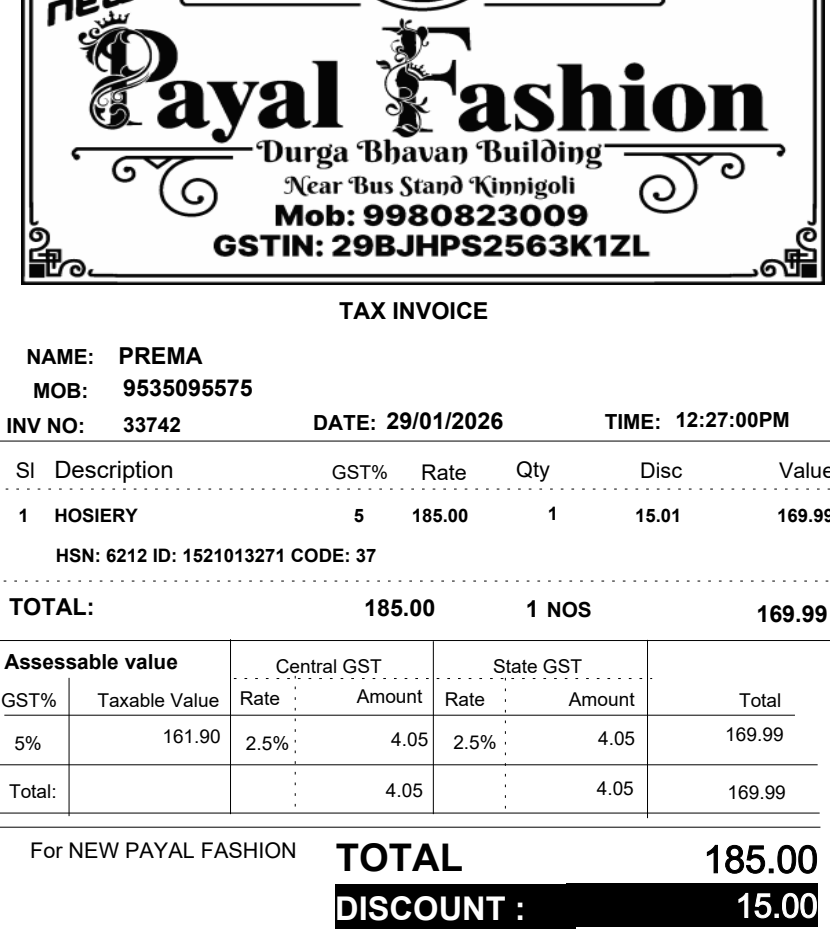 new
Payal Fashion
Durga Bhavan Building
Near Bus Stand Kinnigoli
Mob: 9980823009
GSTIN: 29BJHPS2563K1ZL
TAX INVOICE
NAME: PREMA
MOB: 9535095575
INV NO: 33742 DATE: 29/01/2026 TIME: 12:27:00PM
Sl Description GST% Rate Qty Disc Value
1 HOSIERY 5 185.00 1 15.01 169.99
HSN: 6212 ID: 1521013271 CODE: 37
TOTAL: 185.00 1 NOS 169.99
Assessable value Central GST State GST
GST% Taxable Value Rate Amount Rate Amount Total
5% 161.90 2.5% 4.05 2.5% 4.05 169.99
Total: 4.05 4.05 169.99
For NEW PAYAL FASHION TOTAL 185.00
DISCOUNT : 15.00